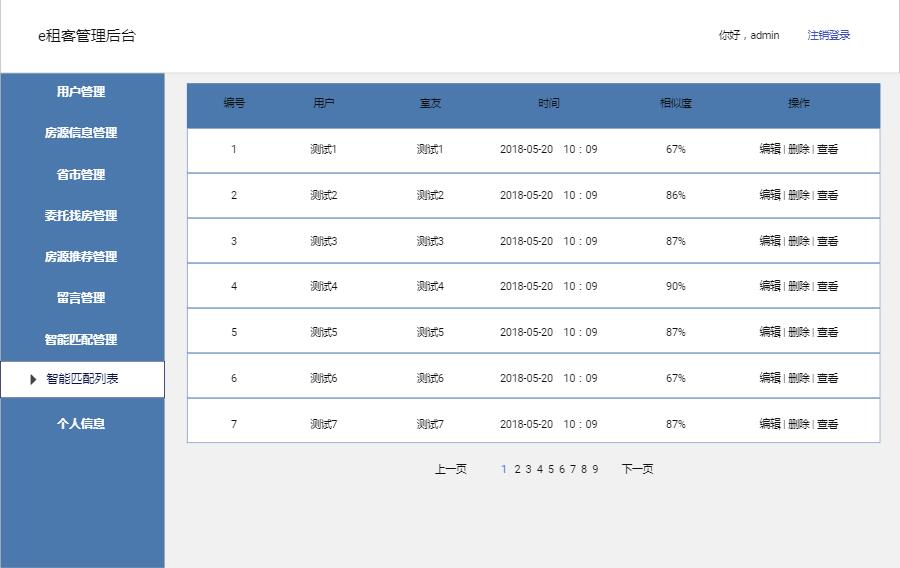 e租客管理后台
你好，admin 注销登录
用户管理
房源信息管理
省市管理
委托找房管理
房源推荐管理
留言管理
智能匹配管理
智能匹配列表
个人信息
编号 用户 室友 时间 相似度 操作
1 测试1 测试1 2018-05-20 10：09 67% 编辑 | 删除 | 查看
2 测试2 测试2 2018-05-20 10：09 86% 编辑 | 删除 | 查看
3 测试3 测试3 2018-05-20 10：09 87% 编辑 | 删除 | 查看
4 测试4 测试4 2018-05-20 10：09 90% 编辑 | 删除 | 查看
5 测试5 测试5 2018-05-20 10：09 87% 编辑 | 删除 | 查看
6 测试6 测试6 2018-05-20 10：09 67% 编辑 | 删除 | 查看
7 测试7 测试7 2018-05-20 10：09 87% 编辑 | 删除 | 查看
上一页 1 2 3 4 5 6 7 8 9 下一页